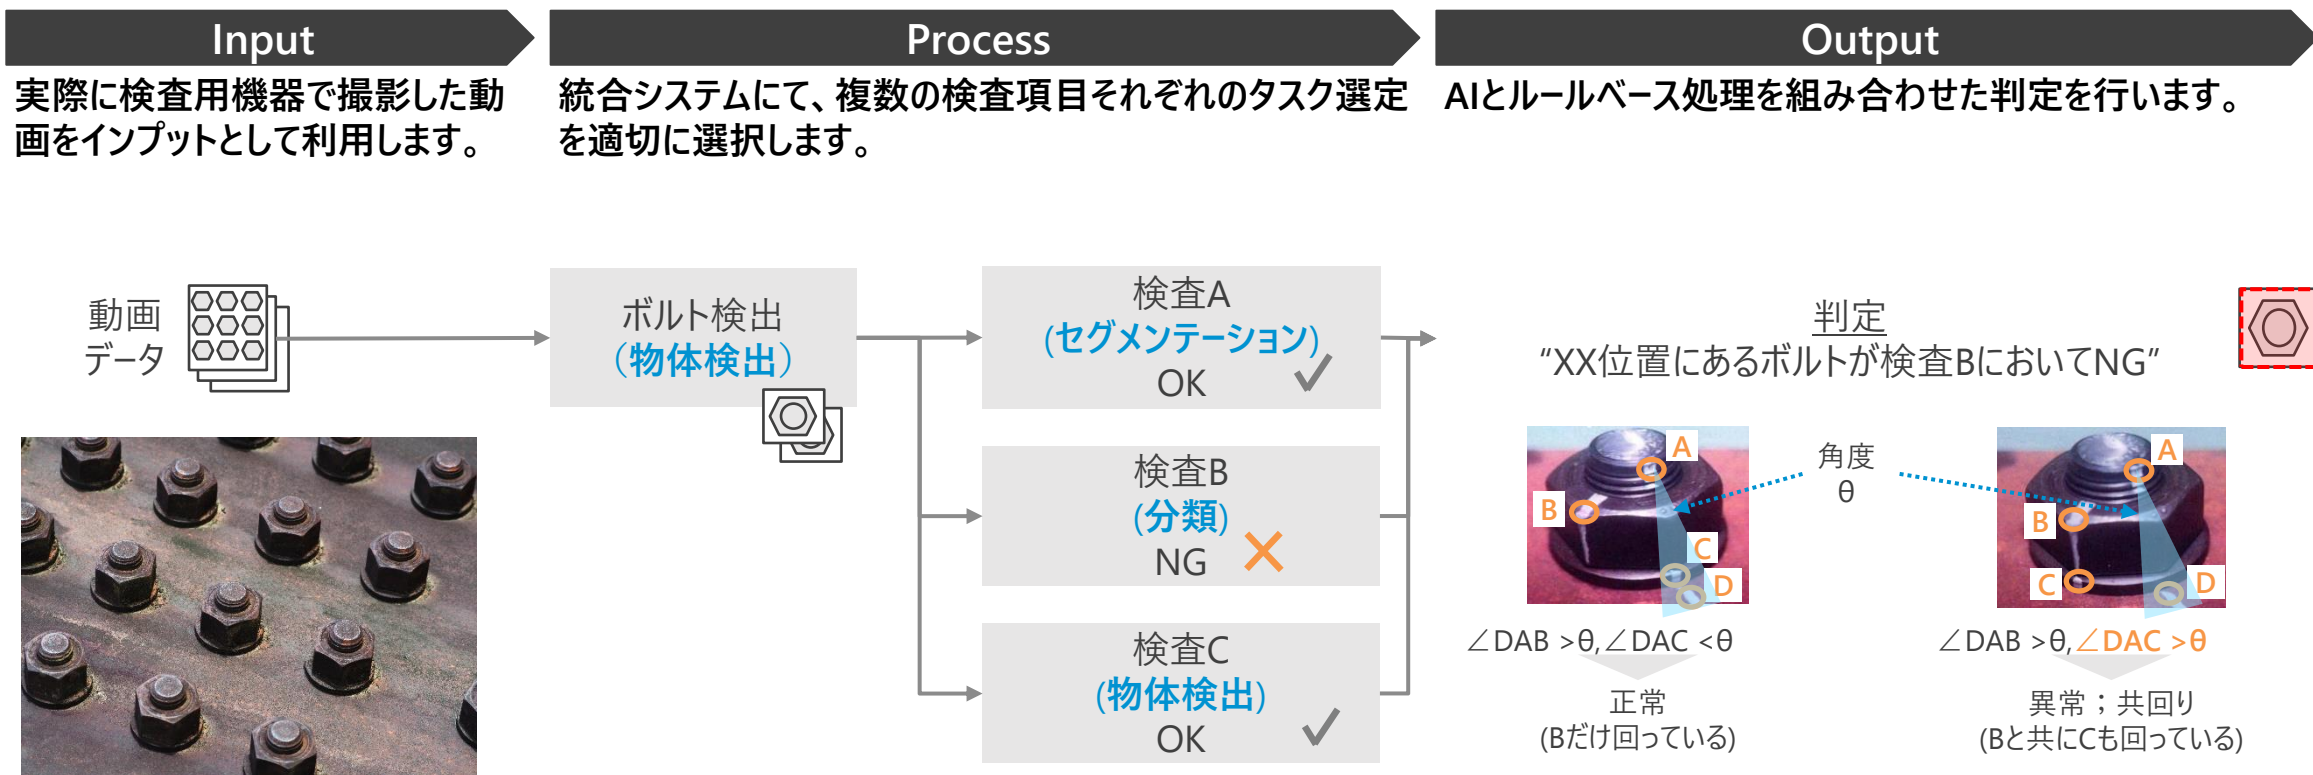 Input
Process
Output
実際に検査用機器で撮影した動
画をインプットとして利用します。
統合システムにて、複数の検査項目それぞれのタスク選定
を適切に選択します。
AIとルールベース処理を組み合わせた判定を行います。
動画
データ
ボルト検出
（物体検出）
検査A
(セグメンテーション)
OK
検査B
(分類)
NG
検査C
(物体検出)
OK
判定
“XX位置にあるボルトが検査BにおいてNG”
A
B
C
D
角度
θ
A
B
C
D
∠DAB >θ,∠DAC <θ
正常
(Bだけ回っている)
∠DAB >θ,∠DAC >θ
異常；共回り
(Bと共にCも回っている)